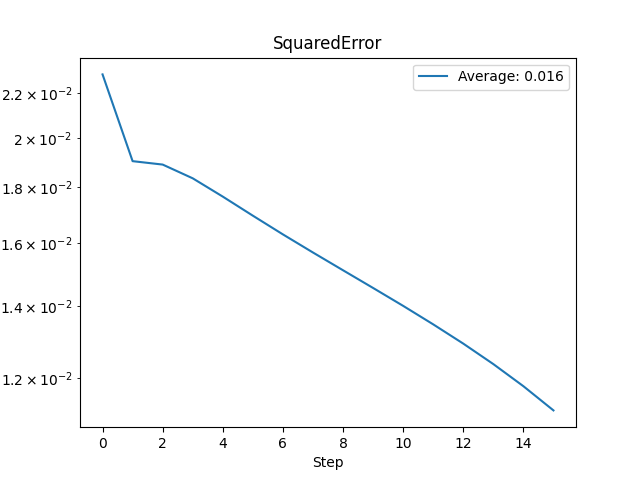 SquaredError
Average: 0.016
2.2 × 10⁻²
2 × 10⁻²
1.8 × 10⁻²
1.6 × 10⁻²
1.4 × 10⁻²
1.2 × 10⁻²
0 2 4 6 8 10 12 14
Step